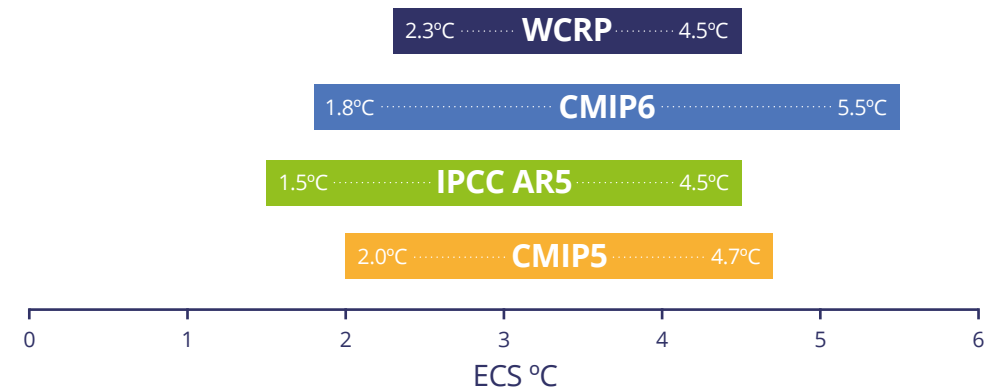 2.3ºC WCRP 4.5ºC
1.8ºC CMIP6 5.5ºC
1.5ºC IPCC AR5 4.5ºC
2.0ºC CMIP5 4.7ºC
0 1 2 3 4 5 6
ECS ºC